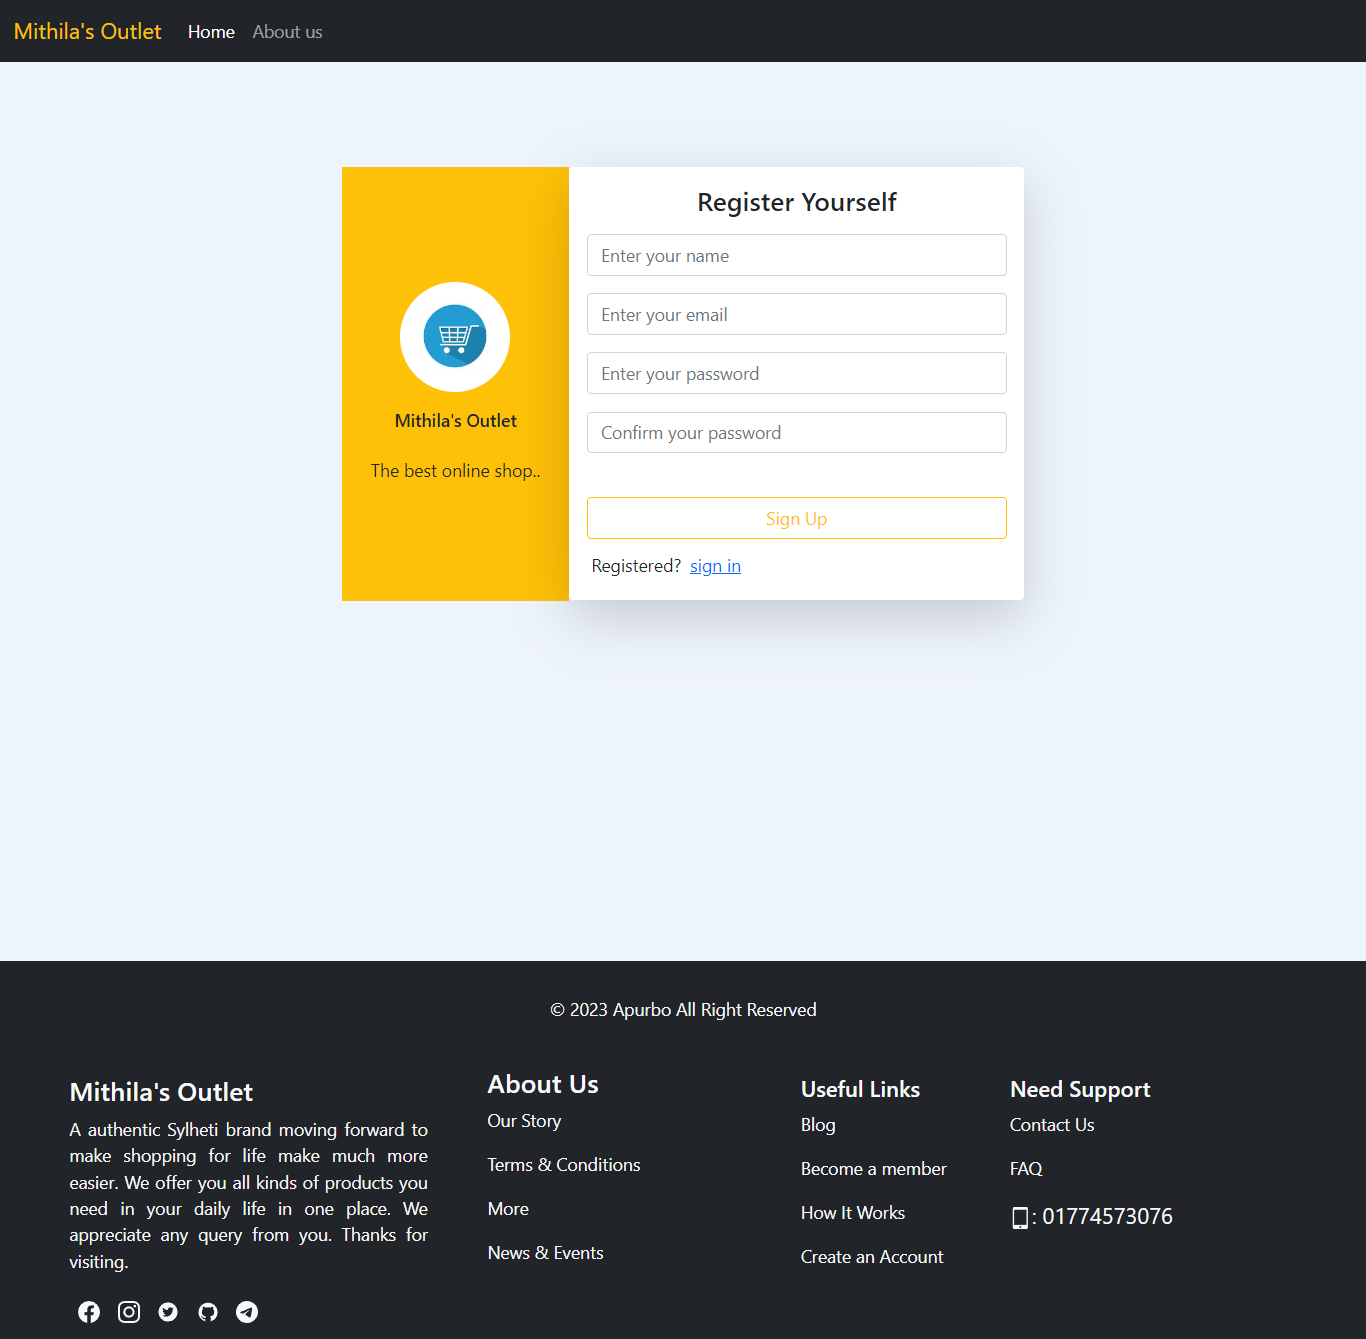 Mithila's Outlet Home About us
Register Yourself
Enter your name
Enter your email
Enter your password
Confirm your password
Sign Up
Registered? sign in
Mithila's Outlet
The best online shop..
© 2023 Apurbo All Right Reserved
Mithila's Outlet
A authentic Sylheti brand moving forward to
make shopping for life make much more
easier. We offer you all kinds of products you
need in your daily life in one place. We
appreciate any query from you. Thanks for
visiting.
About Us
Our Story
Terms & Conditions
More
News & Events
Useful Links
Blog
Become a member
How It Works
Create an Account
Need Support
Contact Us
FAQ
: 01774573076